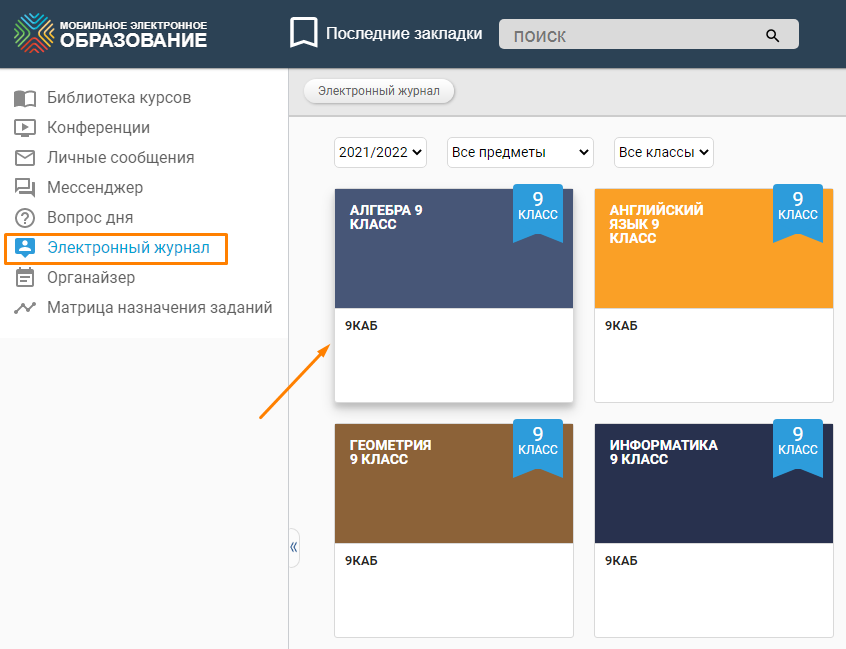 МОБИЛЬНОЕ ЭЛЕКТРОННОЕ
ОБРАЗОВАНИЕ
Последние закладки
ПОИСК
Библиотека курсов
Конференции
Личные сообщения
Мессенджер
Вопрос дня
Электронный журнал
Органайзер
Матрица назначения заданий
Электронный журнал
2021/2022
Все предметы
Все классы
АЛГЕБРА 9
КЛАСС
9
КЛАСС
9КАБ
АНГЛИЙСКИЙ
ЯЗЫК 9
КЛАСС
9
КЛАСС
9КАБ
ГЕОМЕТРИЯ
9 КЛАСС
9
КЛАСС
9КАБ
ИНФОРМАТИКА
9 КЛАСС
9
КЛАСС
9КАБ
«